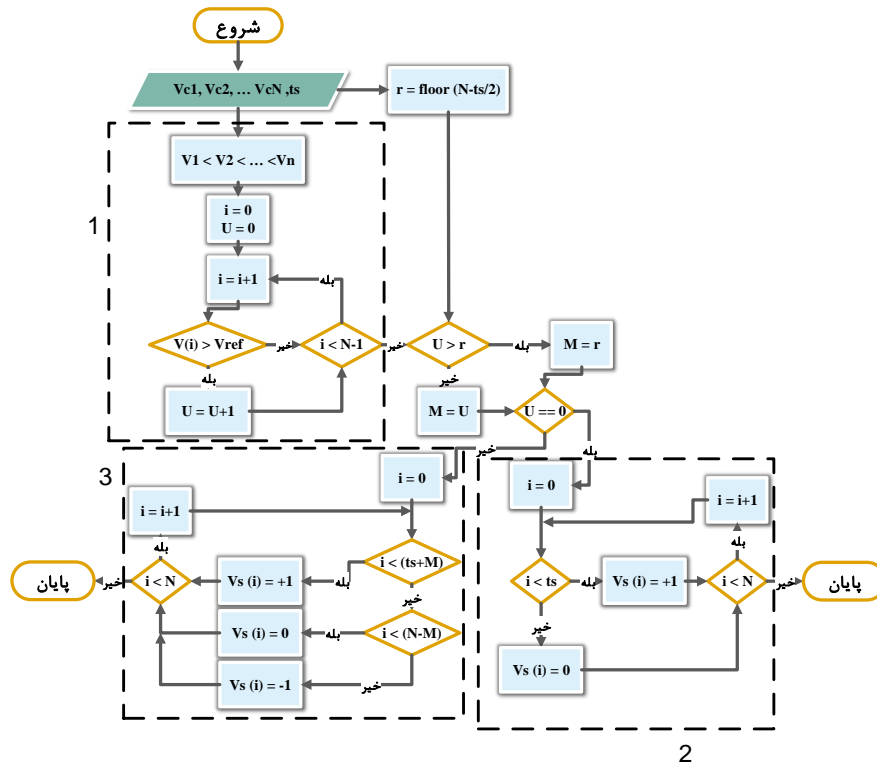 شروع
Vc1, Vc2, … VcN ,ts
r = floor (N-ts/2)
1
V1 < V2 < … <Vn
i = 0
U = 0
i = i+1
بله
V(i) > Vref
خیر
i < N-1
خیر
U > r
بله
M = r
بله
خیر
U = U+1
M = U
U == 0
خیر
بله
3
i = 0
i = 0
i = i+1
i = i+1
بله
بله
i < (ts+M)
پایان
خیر
i < N
Vs (i) = +1
بله
i < ts
بله
Vs (i) = +1
i < N
خیر
پایان
خیر
خیر
Vs (i) = 0
بله
i < (N-M)
Vs (i) = 0
Vs (i) = -1
خیر
2